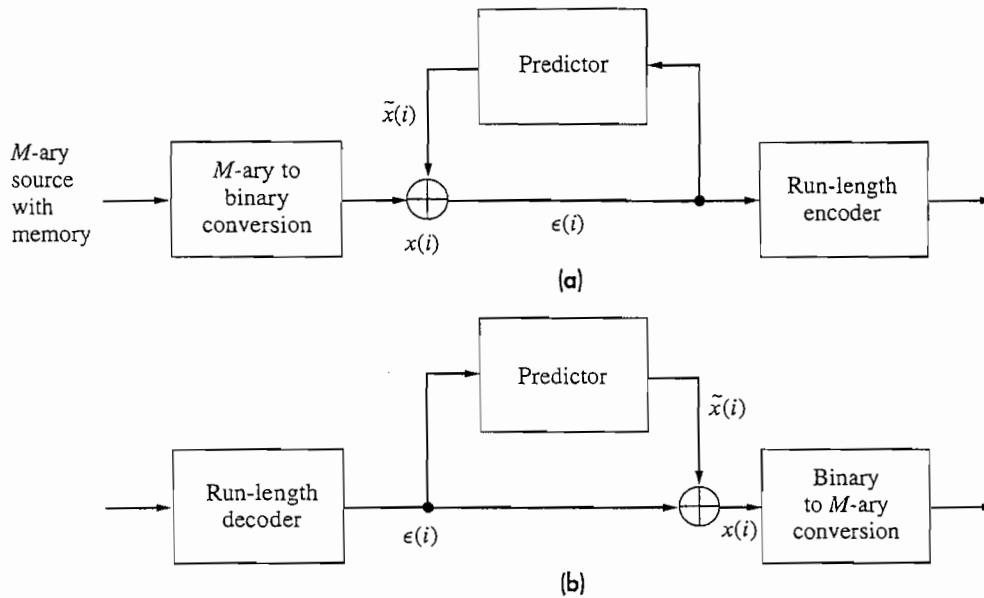 Predictor
x̃(i)
M-ary
source
with
memory
M-ary to
binary
conversion
x(i)
ϵ(i)
Run-length
encoder
(a)
Predictor
x̃(i)
Run-length
decoder
ϵ(i)
x(i)
Binary
to M-ary
conversion
(b)